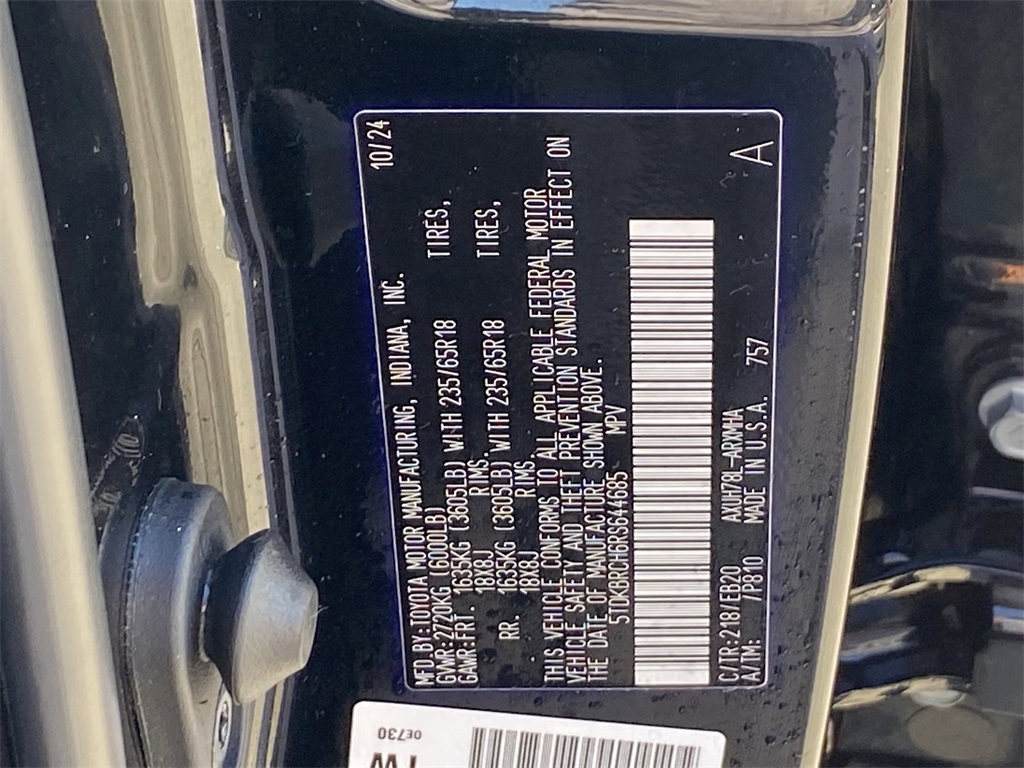 10/24
MFD.BY:TOYOTA MOTOR MANUFACTURING, INDIANA, INC.
GVWR:2720KG (6000LB)
GAWR:FRT. 1635KG (3605LB) WITH 235/65R18 TIRES,
18X8J RIMS.
RR. 1635KG (3605LB) WITH 235/65R18 TIRES,
18X8J RIMS
THIS VEHICLE CONFORMS TO ALL APPLICABLE FEDERAL MOTOR
VEHICLE SAFETY AND THEFT PREVENTION STANDARDS IN EFFECT ON
THE DATE OF MANUFACTURE SHOWN ABOVE.
5TDKBRCH6RS644685 MPV
C/TR:218/EB20 AXUH78L-ARXMHA
A/TM: 7P810 MADE IN U.S.A. 757
A
0E730